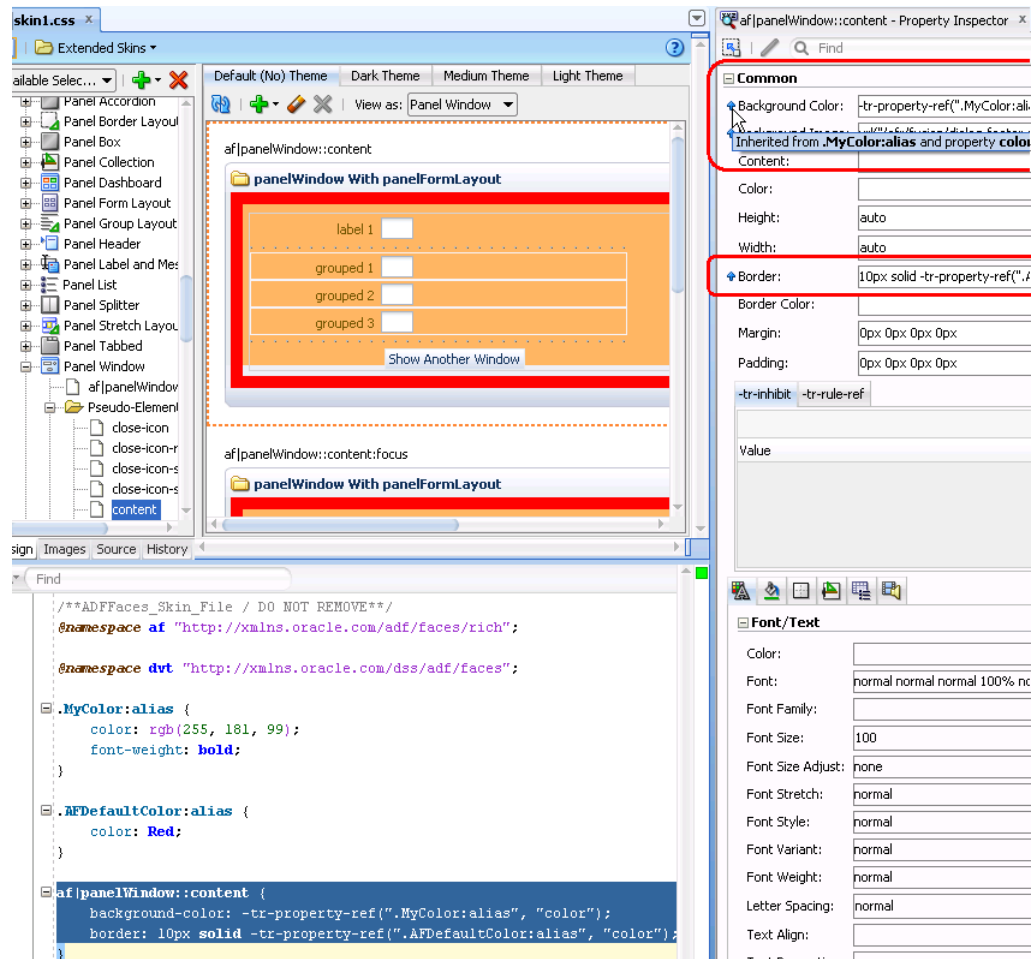 skin1.css ×
Extended Skins
ailable Selec...
Panel Accordion
Panel Border Layou
Panel Box
Panel Collection
Panel Dashboard
Panel Form Layout
Panel Group Layout
Panel Header
Panel Label and Mes
Panel List
Panel Splitter
Panel Stretch Layou
Panel Tabbed
Panel Window
af|panelWindow
Pseudo-Element
close-icon
close-icon-r
close-icon-s
close-icon-s
content
Default (No) Theme Dark Theme Medium Theme Light Theme
View as: Panel Window
af|panelWindow::content
panelWindow With panelFormLayout
label 1
grouped 1
grouped 2
grouped 3
Show Another Window
af|panelWindow::content:focus
panelWindow With panelFormLayout
sign Images Source History
Find
/**ADFFaces_Skin_File / DO NOT REMOVE**/
@namespace af "http://xmlns.oracle.com/adf/faces/rich";
@namespace dvt "http://xmlns.oracle.com/dss/adf/faces";
.MyColor:alias {
color: rgb(255, 181, 99);
font-weight: bold;
}
.AFDefaultColor:alias {
color: Red;
}
af|panelWindow::content {
background-color: -tr-property-ref(".MyColor:alias", "color");
border: 10px solid -tr-property-ref(".AFDefaultColor:alias", "color");
}
af|panelWindow::content - Property Inspector ×
Find
Common
Background Color: -tr-property-ref(".MyColor:ali
Inherited from .MyColor:alias and property colou
Content:
Color:
Height: auto
Width: auto
Border: 10px solid -tr-property-ref(".A
Border Color:
Margin: 0px 0px 0px 0px
Padding: 0px 0px 0px 0px
-tr-inhibit -tr-rule-ref
Value
Font/Text
Color:
Font: normal normal normal 100% no
Font Family:
Font Size: 100
Font Size Adjust: none
Font Stretch: normal
Font Style: normal
Font Variant: normal
Font Weight: normal
Letter Spacing: normal
Text Align: